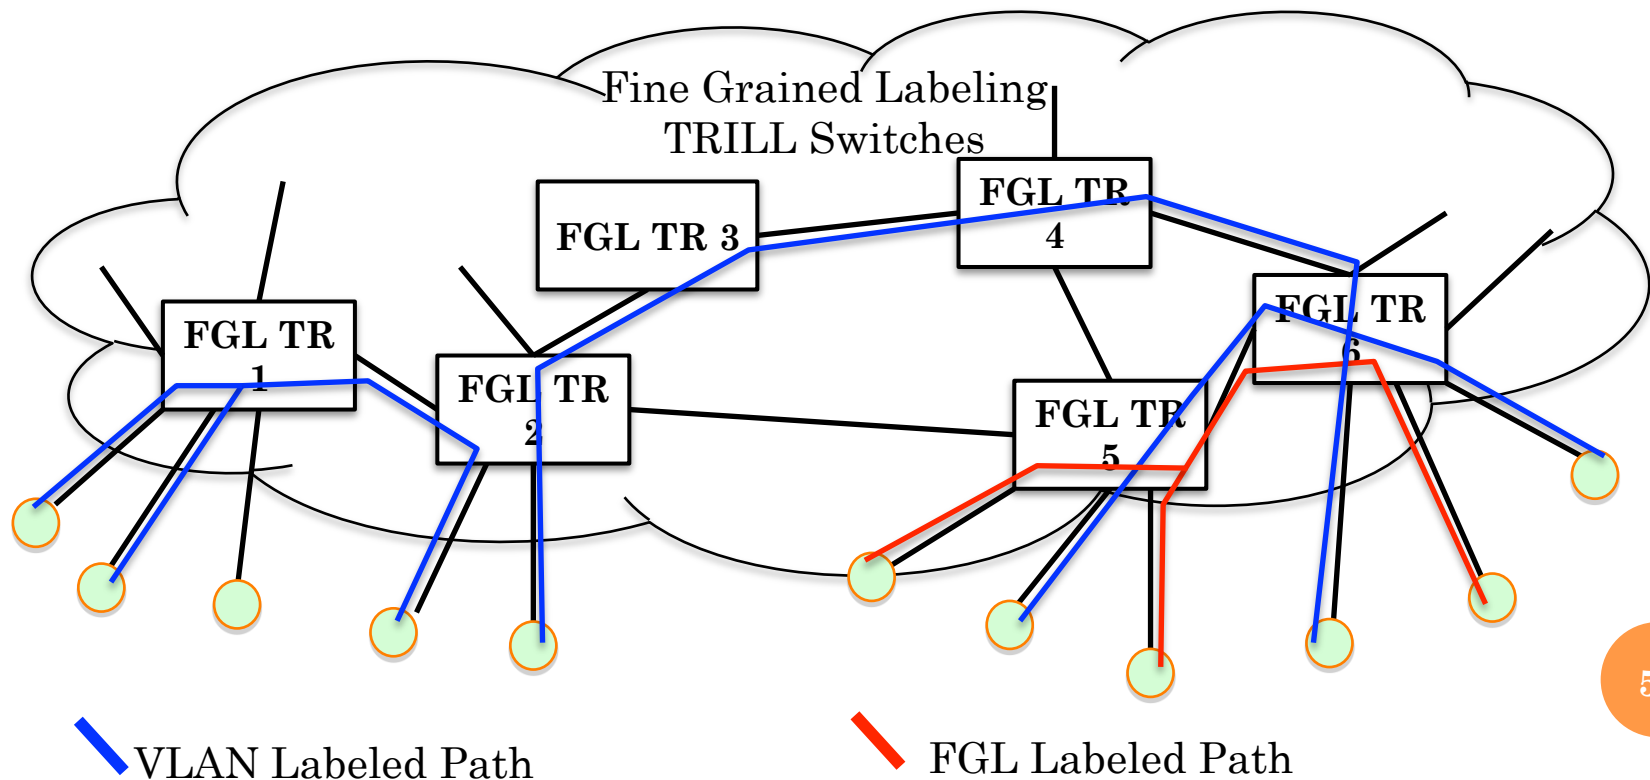 Fine Grained Labeling
TRILL Switches
FGL TR
4
FGL TR 3
FGL TR
6
FGL TR
1
FGL TR
2
FGL TR
5
VLAN Labeled Path
FGL Labeled Path